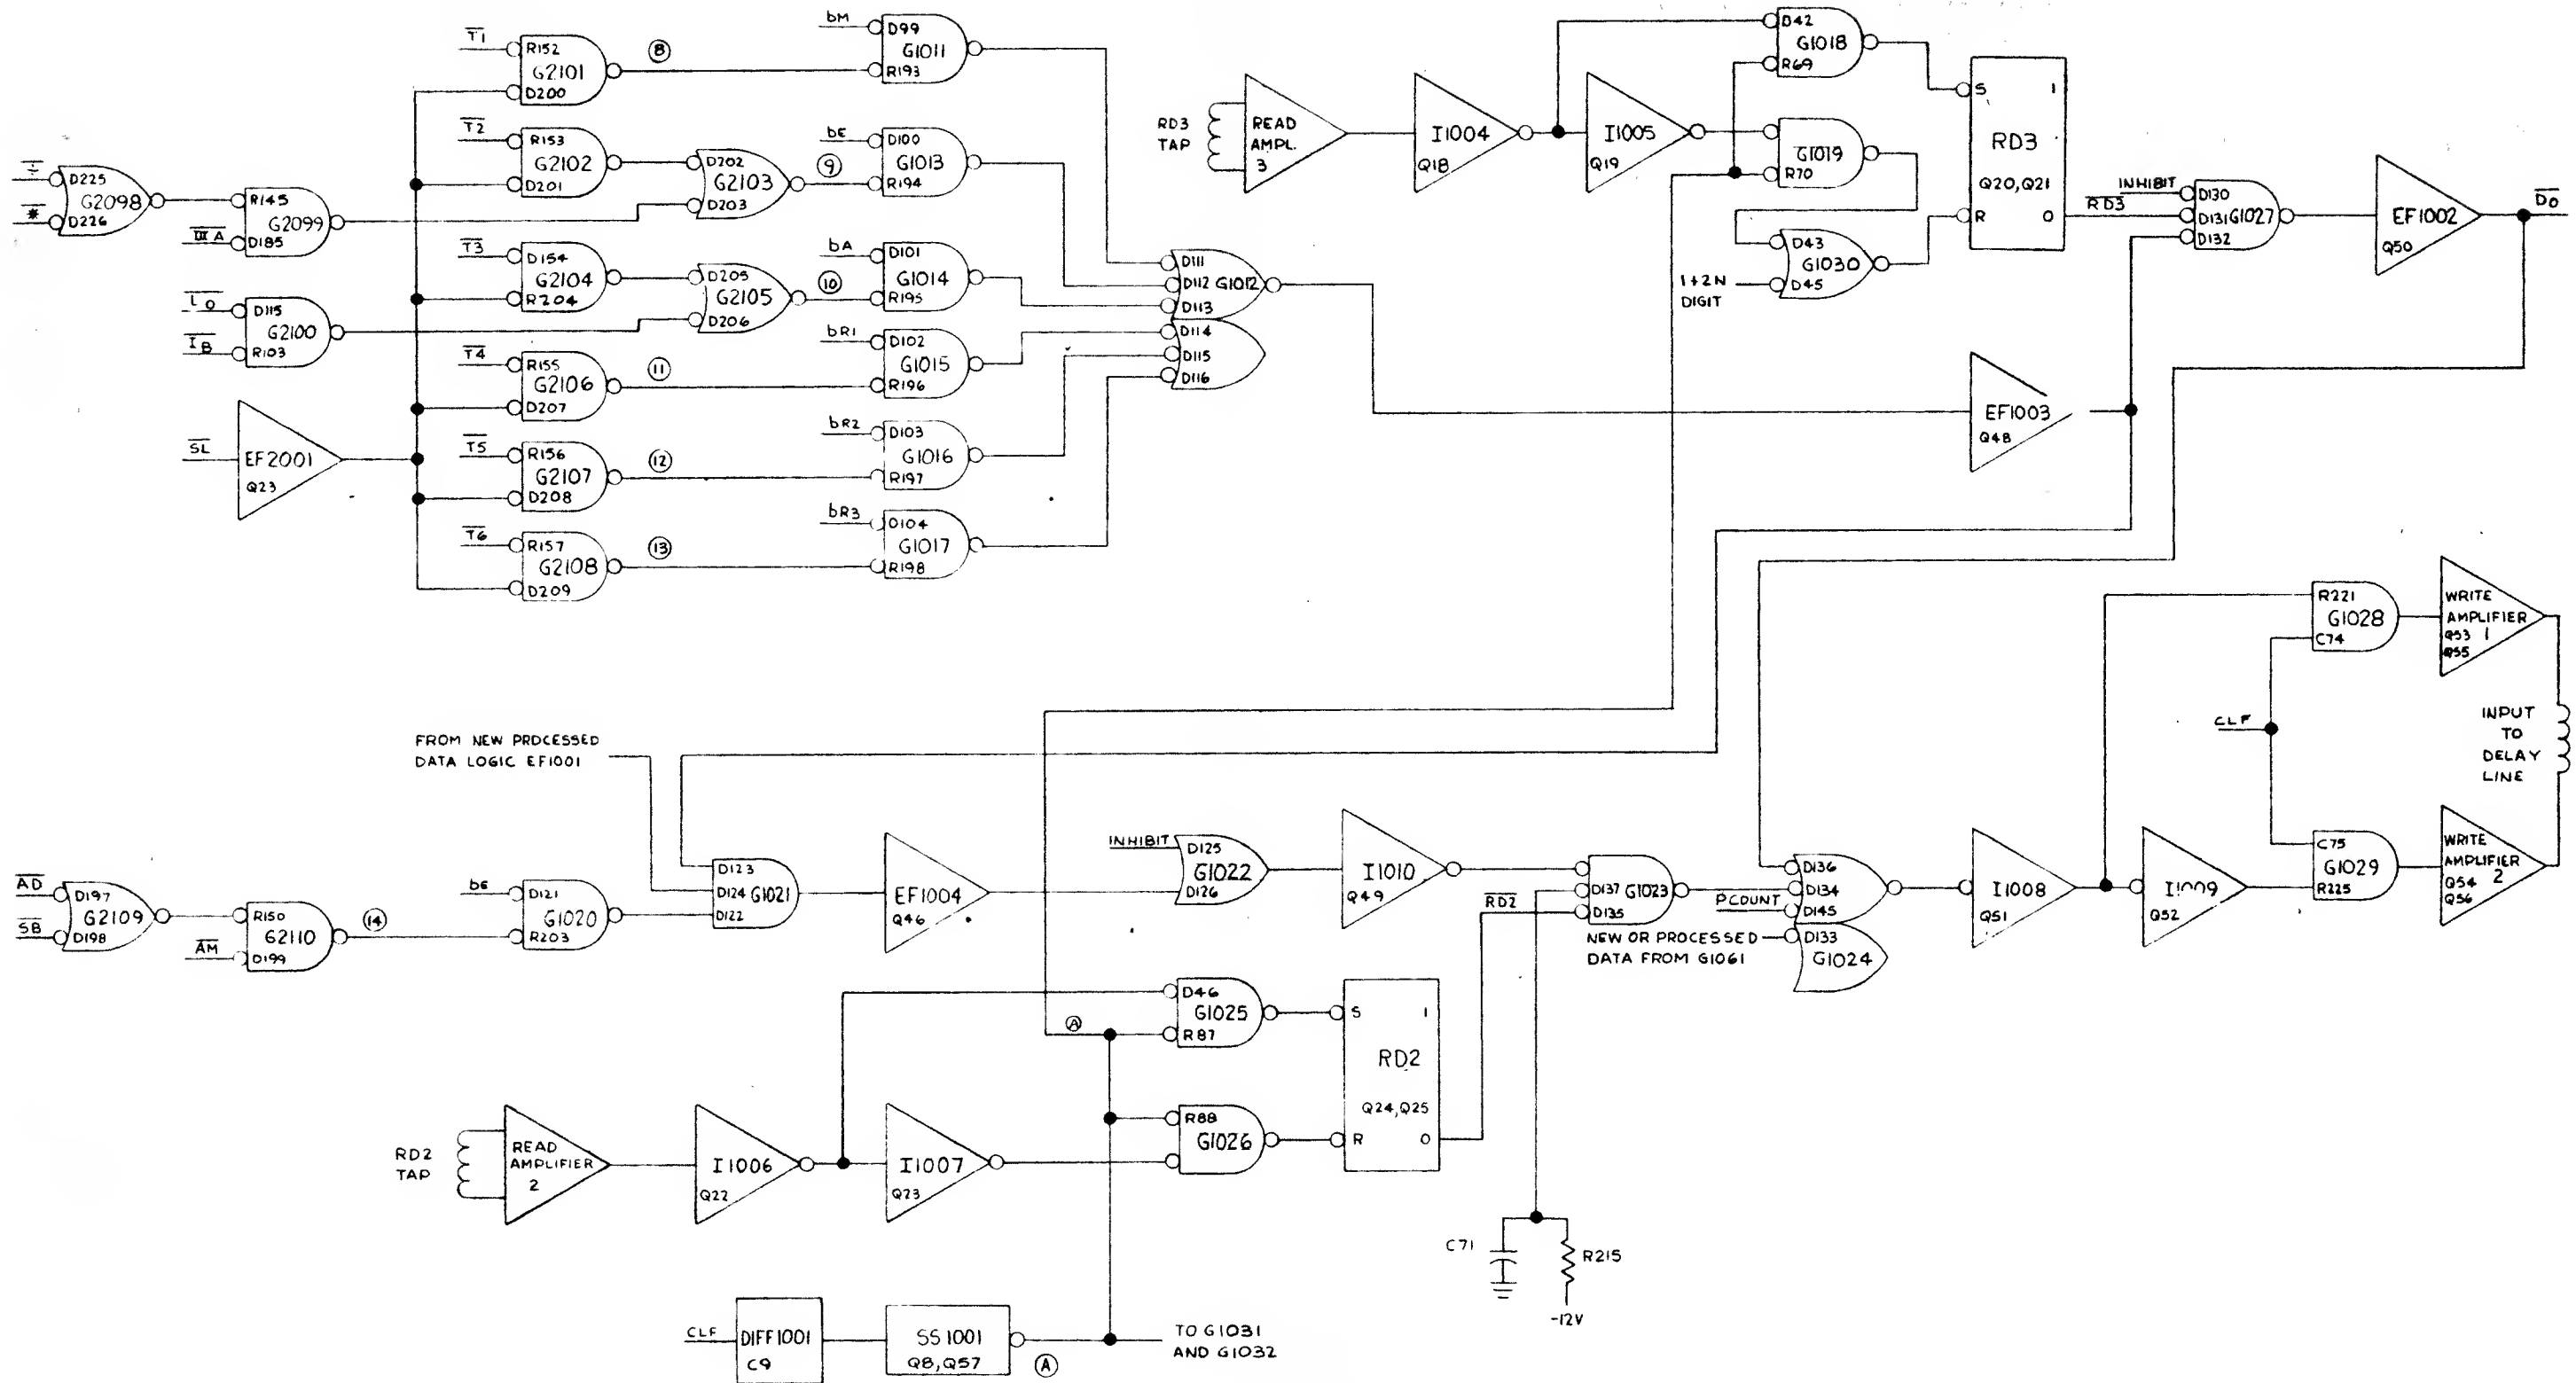 T1
R152
G2101
D200
8
bM
D99
G1011
R193
T2
R153
G2102
D201
D202
G2103
D203
9
bE
D100
G1013
R194
÷
D225
G2098
*
D226
R145
G2099
III A
D185
T3
D154
G2104
R204
D205
G2105
D206
10
bA
D101
G1014
R195
LO
D115
G2100
IB
R103
T4
R155
G2106
D207
11
bR1
D102
G1015
R196
SL
EF2001
Q23
T5
R156
G2107
D208
12
bR2
D103
G1016
R197
T6
R157
G2108
D209
13
bR3
D104
G1017
R198
D111
D112 G1012
D113
D114
D115
D116
RD3
TAP
READ
AMPL.
3
I1004
Q18
I1005
Q19
D42
G1018
R69
G1019
R70
D43
G1030
D45
1+2N
DIGIT
S 1
RD3
Q20,Q21
R 0
RD3
INHIBIT
D130
D131 G1027
D132
EF1002
Q50
DO
EF1003
Q48
FROM NEW PROCESSED
DATA LOGIC EF1001
AD
D197
G2109
SB
D198
R150
G2110
AM
D199
14
bE
D121
G1020
R203
D123
D124 G1021
D122
EF1004
Q46
INHIBIT
D125
G1022
D126
I1010
Q49
RD2
D137 G1023
D135
PCOUNT
D136
D134
D145
D133
G1024
NEW OR PROCESSED
DATA FROM G1061
I1008
Q51
I1009
Q52
R221
G1028
C74
CLF
C75
G1029
R225
WRITE
AMPLIFIER
Q53 1
Q55
INPUT
TO
DELAY
LINE
WRITE
AMPLIFIER
Q54 2
Q56
A
D46
G1025
R87
R88
G1026
S 1
RD2
Q24,Q25
R 0
RD2
TAP
READ
AMPLIFIER
2
I1006
Q22
I1007
Q23
C71
R215
-12V
CLF
DIFF1001
C9
SS1001
Q8,Q57
A
TO G1031
AND G1032